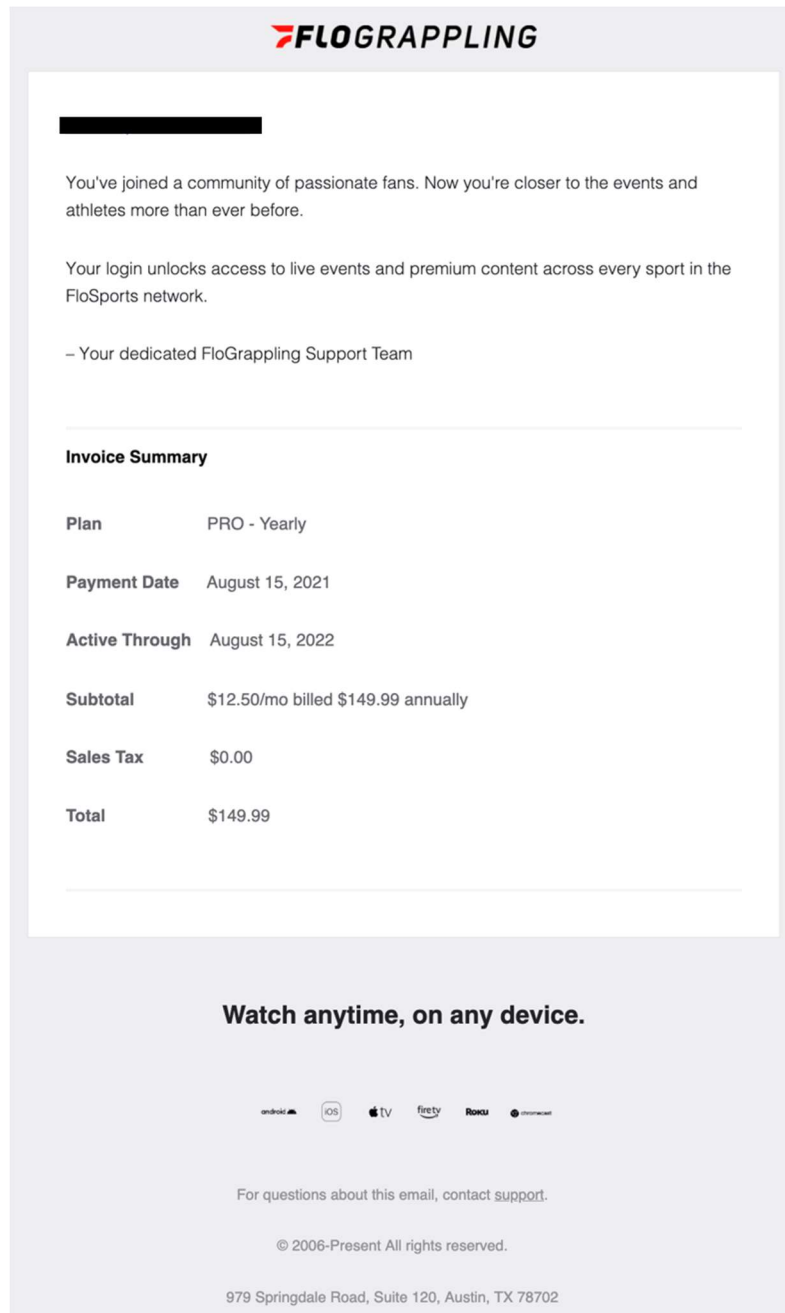 FLOGRAPPLING
You've joined a community of passionate fans. Now you're closer to the events and
athletes more than ever before.
Your login unlocks access to live events and premium content across every sport in the
FloSports network.
– Your dedicated FloGrappling Support Team
Invoice Summary
Plan PRO - Yearly
Payment Date August 15, 2021
Active Through August 15, 2022
Subtotal $12.50/mo billed $149.99 annually
Sales Tax $0.00
Total $149.99
Watch anytime, on any device.
android iOS tv firetv Roku chromecast
For questions about this email, contact support.
© 2006-Present All rights reserved.
979 Springdale Road, Suite 120, Austin, TX 78702